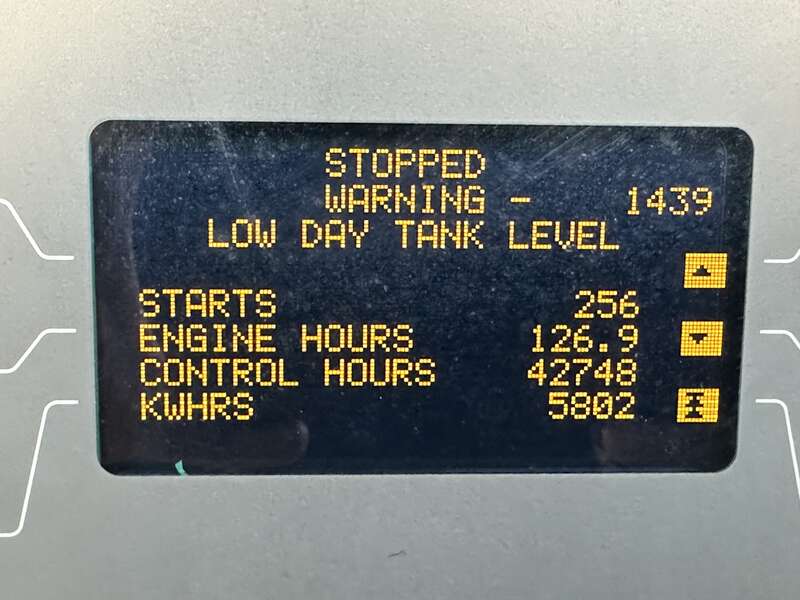 STOPPED
WARNING - 1439
LOW DAY TANK LEVEL
STARTS 256
ENGINE HOURS 126.9
CONTROL HOURS 42748
KWHRS 5802